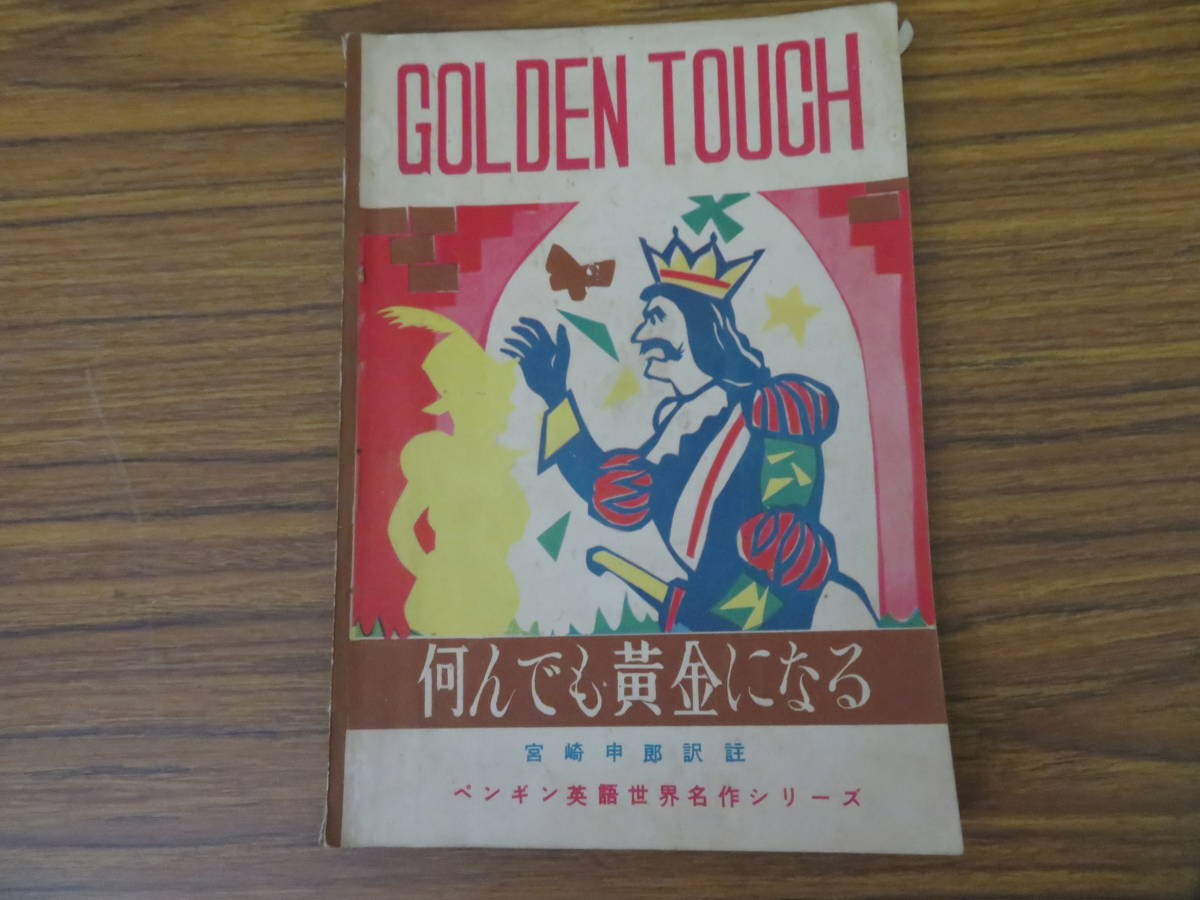 GOLDEN TOUCH
何んでも黃金になる
宮崎申郎訳註
ペンギン英語世界名作シリーズ